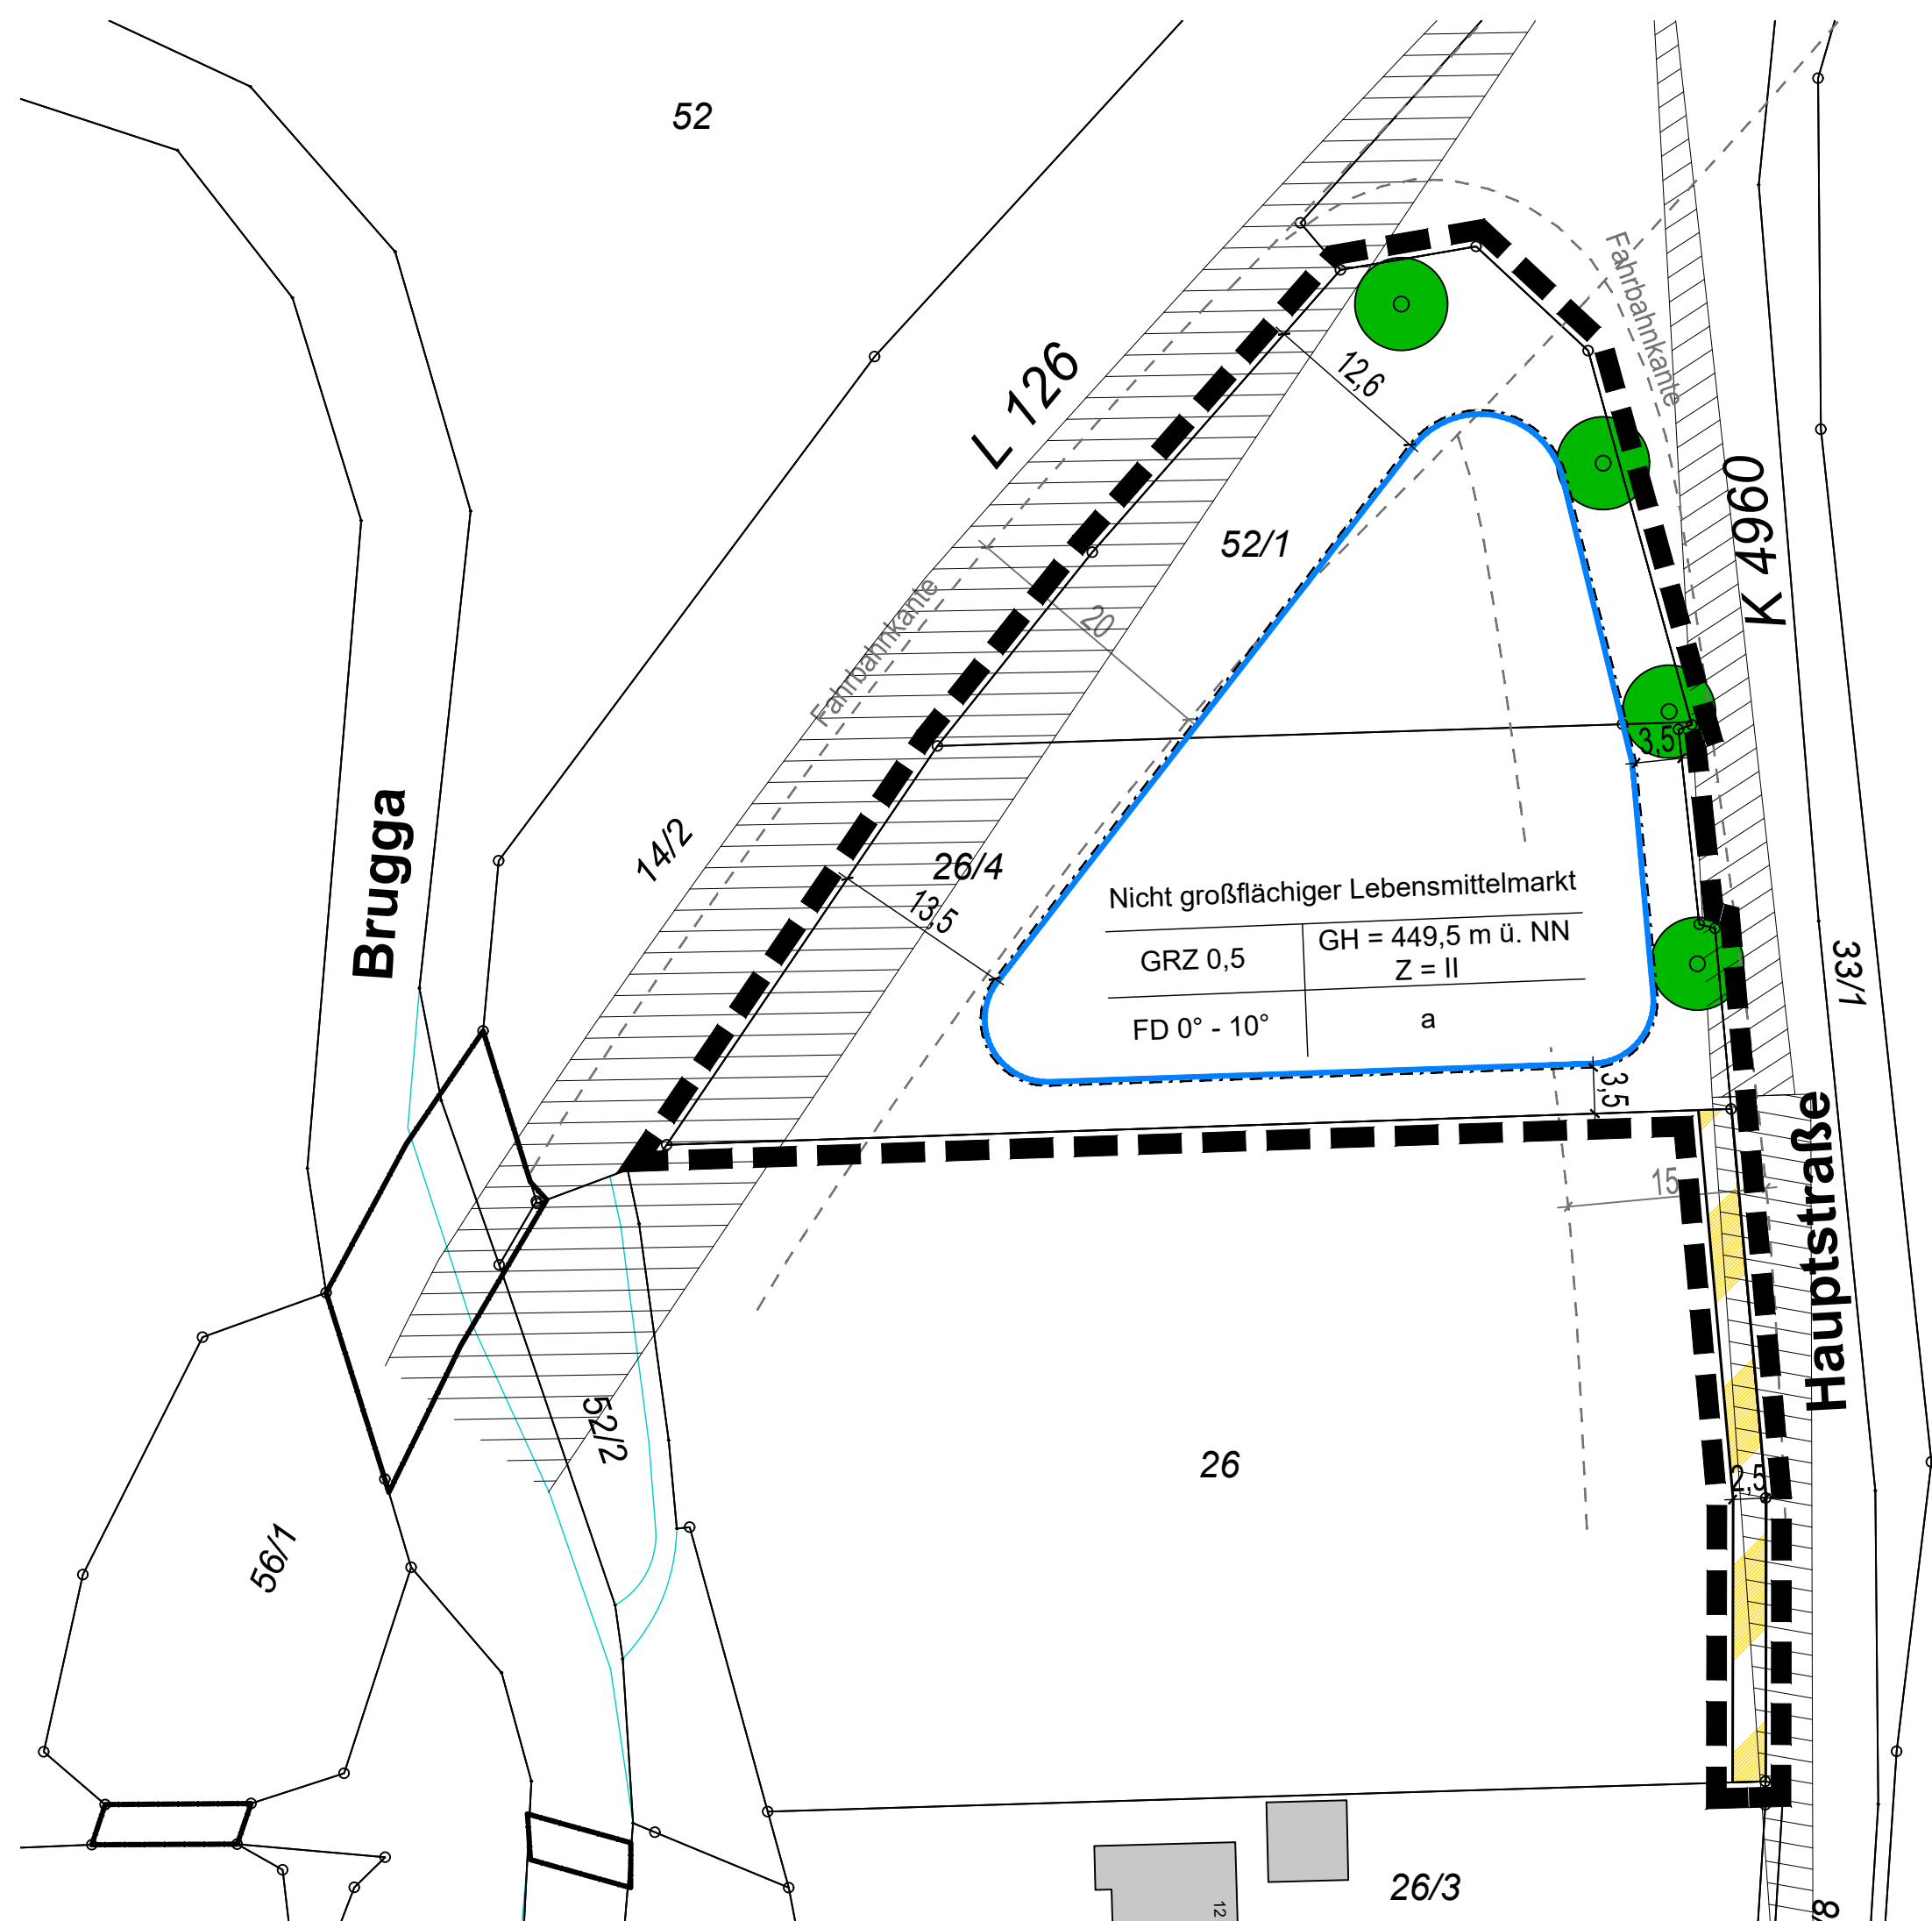 52
Fahrbahnkante
L 126
12,6
K 4960
52/1
20
Fahrbahnkante
3,5
Brugga
14/2
26/4
13,5
Nicht großflächiger Lebensmittelmarkt
GRZ 0,5
GH = 449,5 m ü. NN
Z = II
FD 0° - 10°
a
33/1
3,5
Hauptstraße
15
52/2
26
2,5
56/1
26/3
12